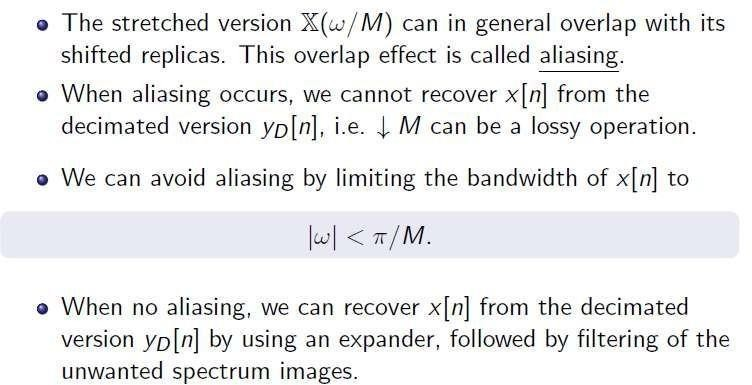 • The stretched version 𝕏(ω/M) can in general overlap with its
shifted replicas. This overlap effect is called aliasing.
• When aliasing occurs, we cannot recover x[n] from the
decimated version y_D[n], i.e. ↓ M can be a lossy operation.
• We can avoid aliasing by limiting the bandwidth of x[n] to
|ω| < π/M.
• When no aliasing, we can recover x[n] from the decimated
version y_D[n] by using an expander, followed by filtering of the
unwanted spectrum images.